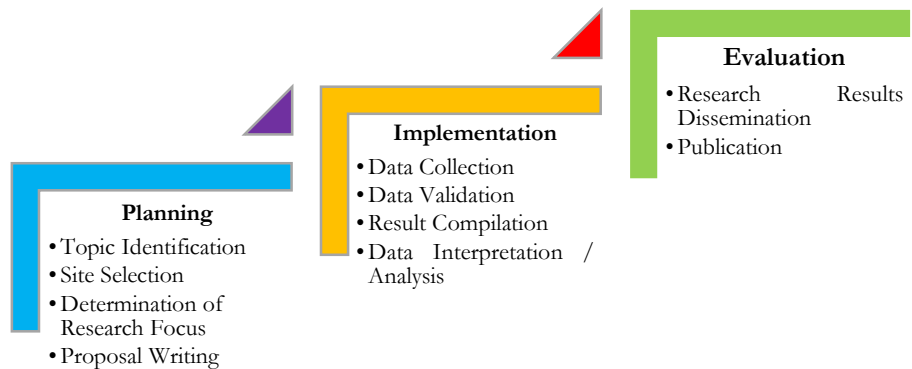 Planning
• Topic Identification
• Site Selection
• Determination of
Research Focus
• Proposal Writing
Implementation
• Data Collection
• Data Validation
• Result Compilation
• Data Interpretation /
Analysis
Evaluation
• Research Results
Dissemination
• Publication